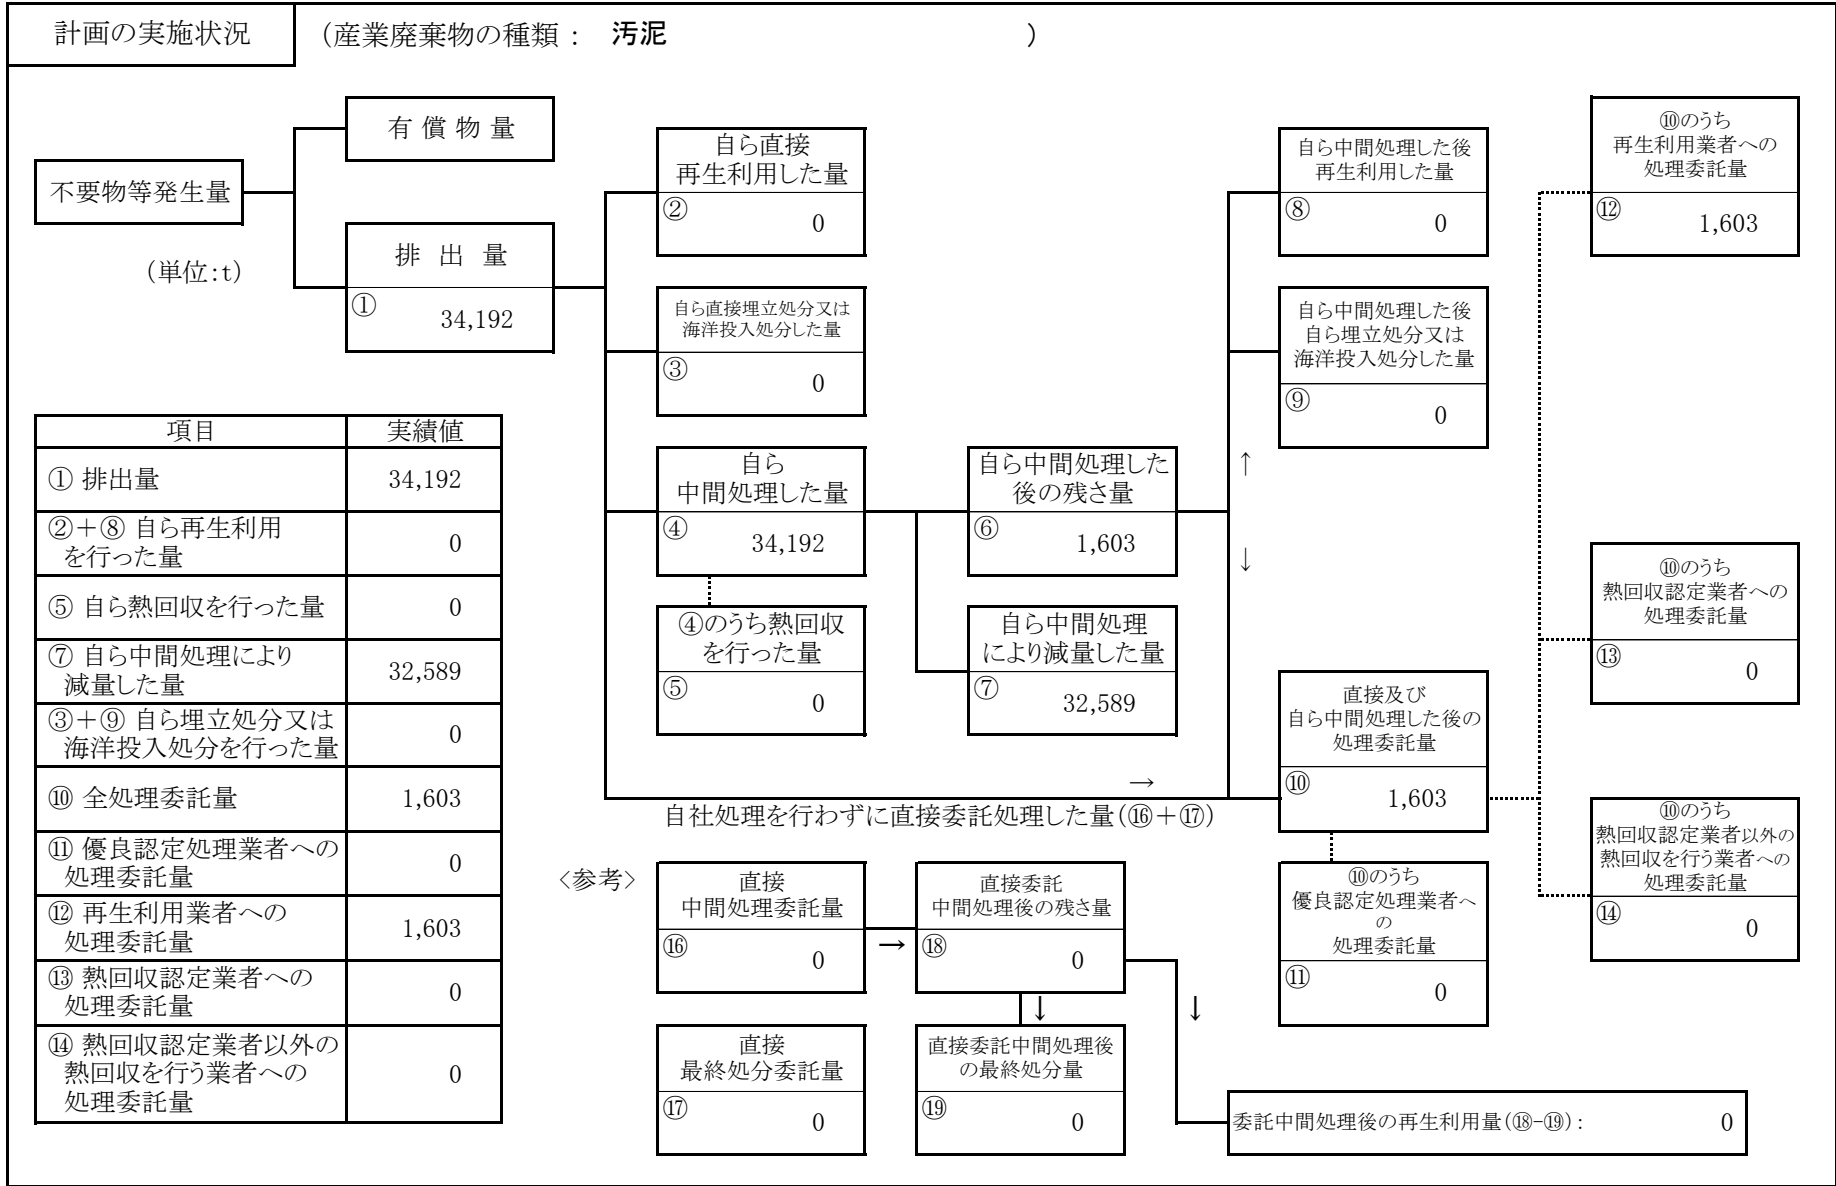 計画の実施状況
(産業廃棄物の種類： 汚泥 )
不要物等発生量
(単位:t)
有 償 物 量
排 出 量
① 34,192
自ら直接
再生利用した量
② 0
自ら直接埋立処分又は
海洋投入処分した量
③ 0
自ら
中間処理した量
④ 34,192
④のうち熱回収
を行った量
⑤ 0
自ら中間処理した
後の残さ量
⑥ 1,603
自ら中間処理
により減量した量
⑦ 32,589
自ら中間処理した後
再生利用した量
⑧ 0
自ら中間処理した後
自ら埋立処分又は
海洋投入処分した量
⑨ 0
↑
↓
直接及び
自ら中間処理した後の
処理委託量
⑩ 1,603
→
自社処理を行わずに直接委託処理した量(⑯＋⑰)
⑩のうち
優良認定処理業者へ
の
処理委託量
⑪ 0
⑩のうち
再生利用業者への
処理委託量
⑫ 1,603
⑩のうち
熱回収認定業者への
処理委託量
⑬ 0
⑩のうち
熱回収認定業者以外の
熱回収を行う業者への
処理委託量
⑭ 0
項目 実績値
① 排出量 34,192
②＋⑧ 自ら再生利用
を行った量 0
⑤ 自ら熱回収を行った量 0
⑦ 自ら中間処理により
減量した量 32,589
③＋⑨ 自ら埋立処分又は
海洋投入処分を行った量 0
⑩ 全処理委託量 1,603
⑪ 優良認定処理業者への
処理委託量 0
⑫ 再生利用業者への
処理委託量 1,603
⑬ 熱回収認定業者への
処理委託量 0
⑭ 熱回収認定業者以外の
熱回収を行う業者への
処理委託量 0
〈参考〉
直接
中間処理委託量
⑯ 0
→
直接委託
中間処理後の残さ量
⑱ 0
↓
↓
直接
最終処分委託量
⑰ 0
直接委託中間処理後
の最終処分量
⑲ 0
委託中間処理後の再生利用量(⑱-⑲)： 0